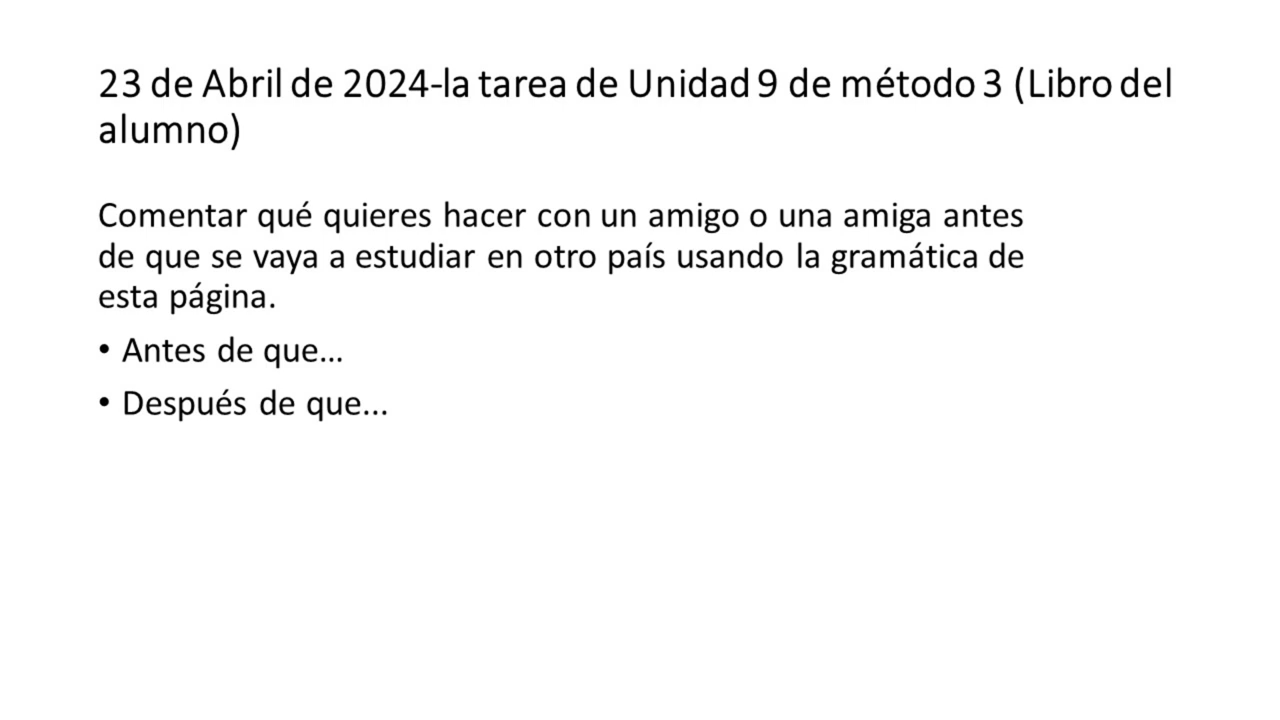 23 de Abril de 2024-la tarea de Unidad 9 de método 3 (Libro del
alumno)
Comentar qué quieres hacer con un amigo o una amiga antes
de que se vaya a estudiar en otro país usando la gramática de
esta página.
• Antes de que...
• Después de que...